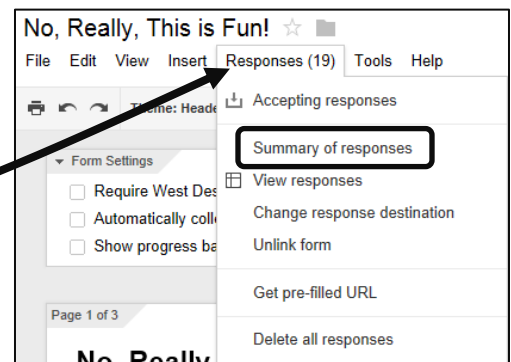 No, Really, This is Fun!
File Edit View Insert Responses (19) Tools Help
Theme: Heade
Accepting responses
Summary of responses
Form Settings
View responses
Require West Des
Change response destination
Automatically coll
Unlink form
Show progress ba
Get pre-filled URL
Page 1 of 3
Delete all responses
No, Really